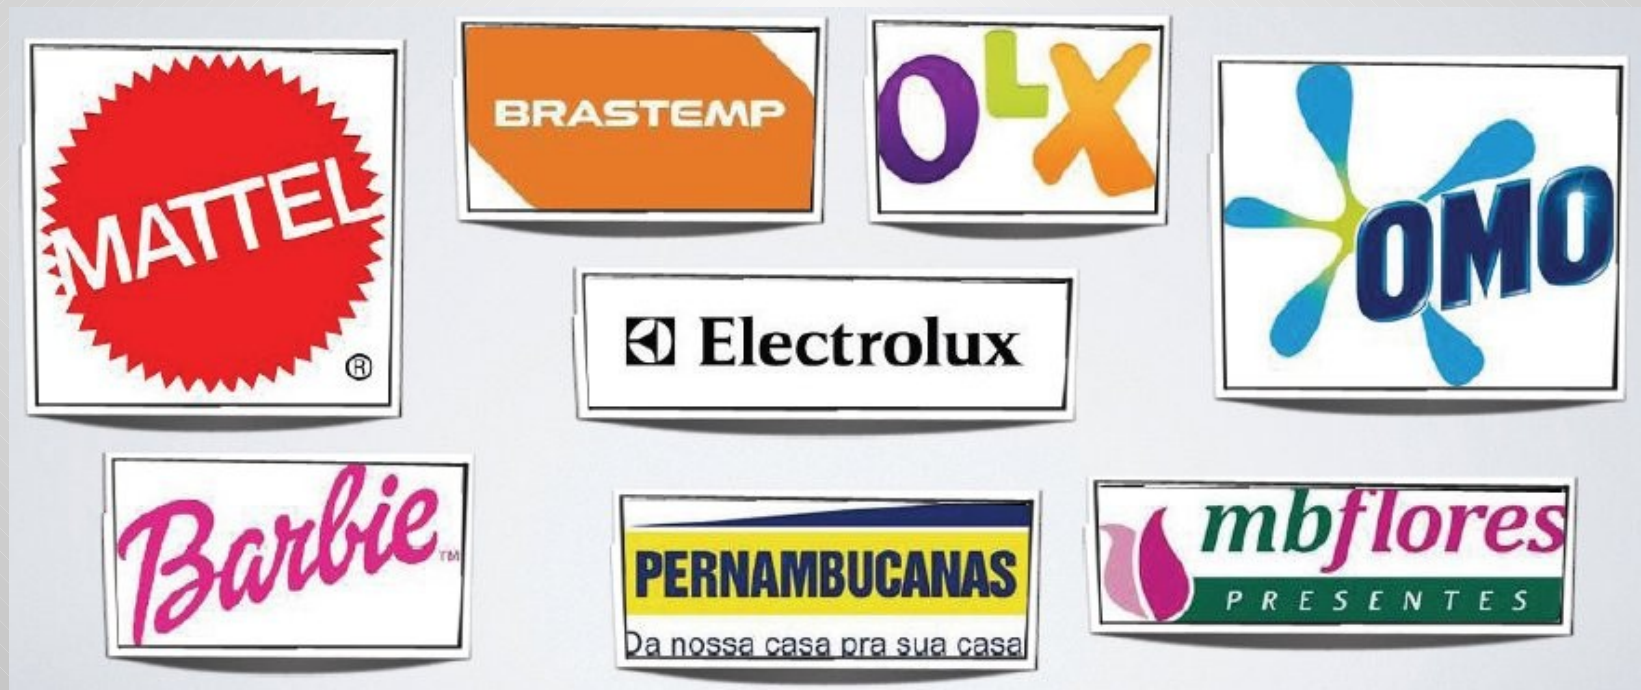 MATTEL
®
BRASTEMP
OLX
OMO
Electrolux
Barbie
TM
PERNAMBUCANAS
Da nossa casa pra sua casa
mbflores
PRESENTES